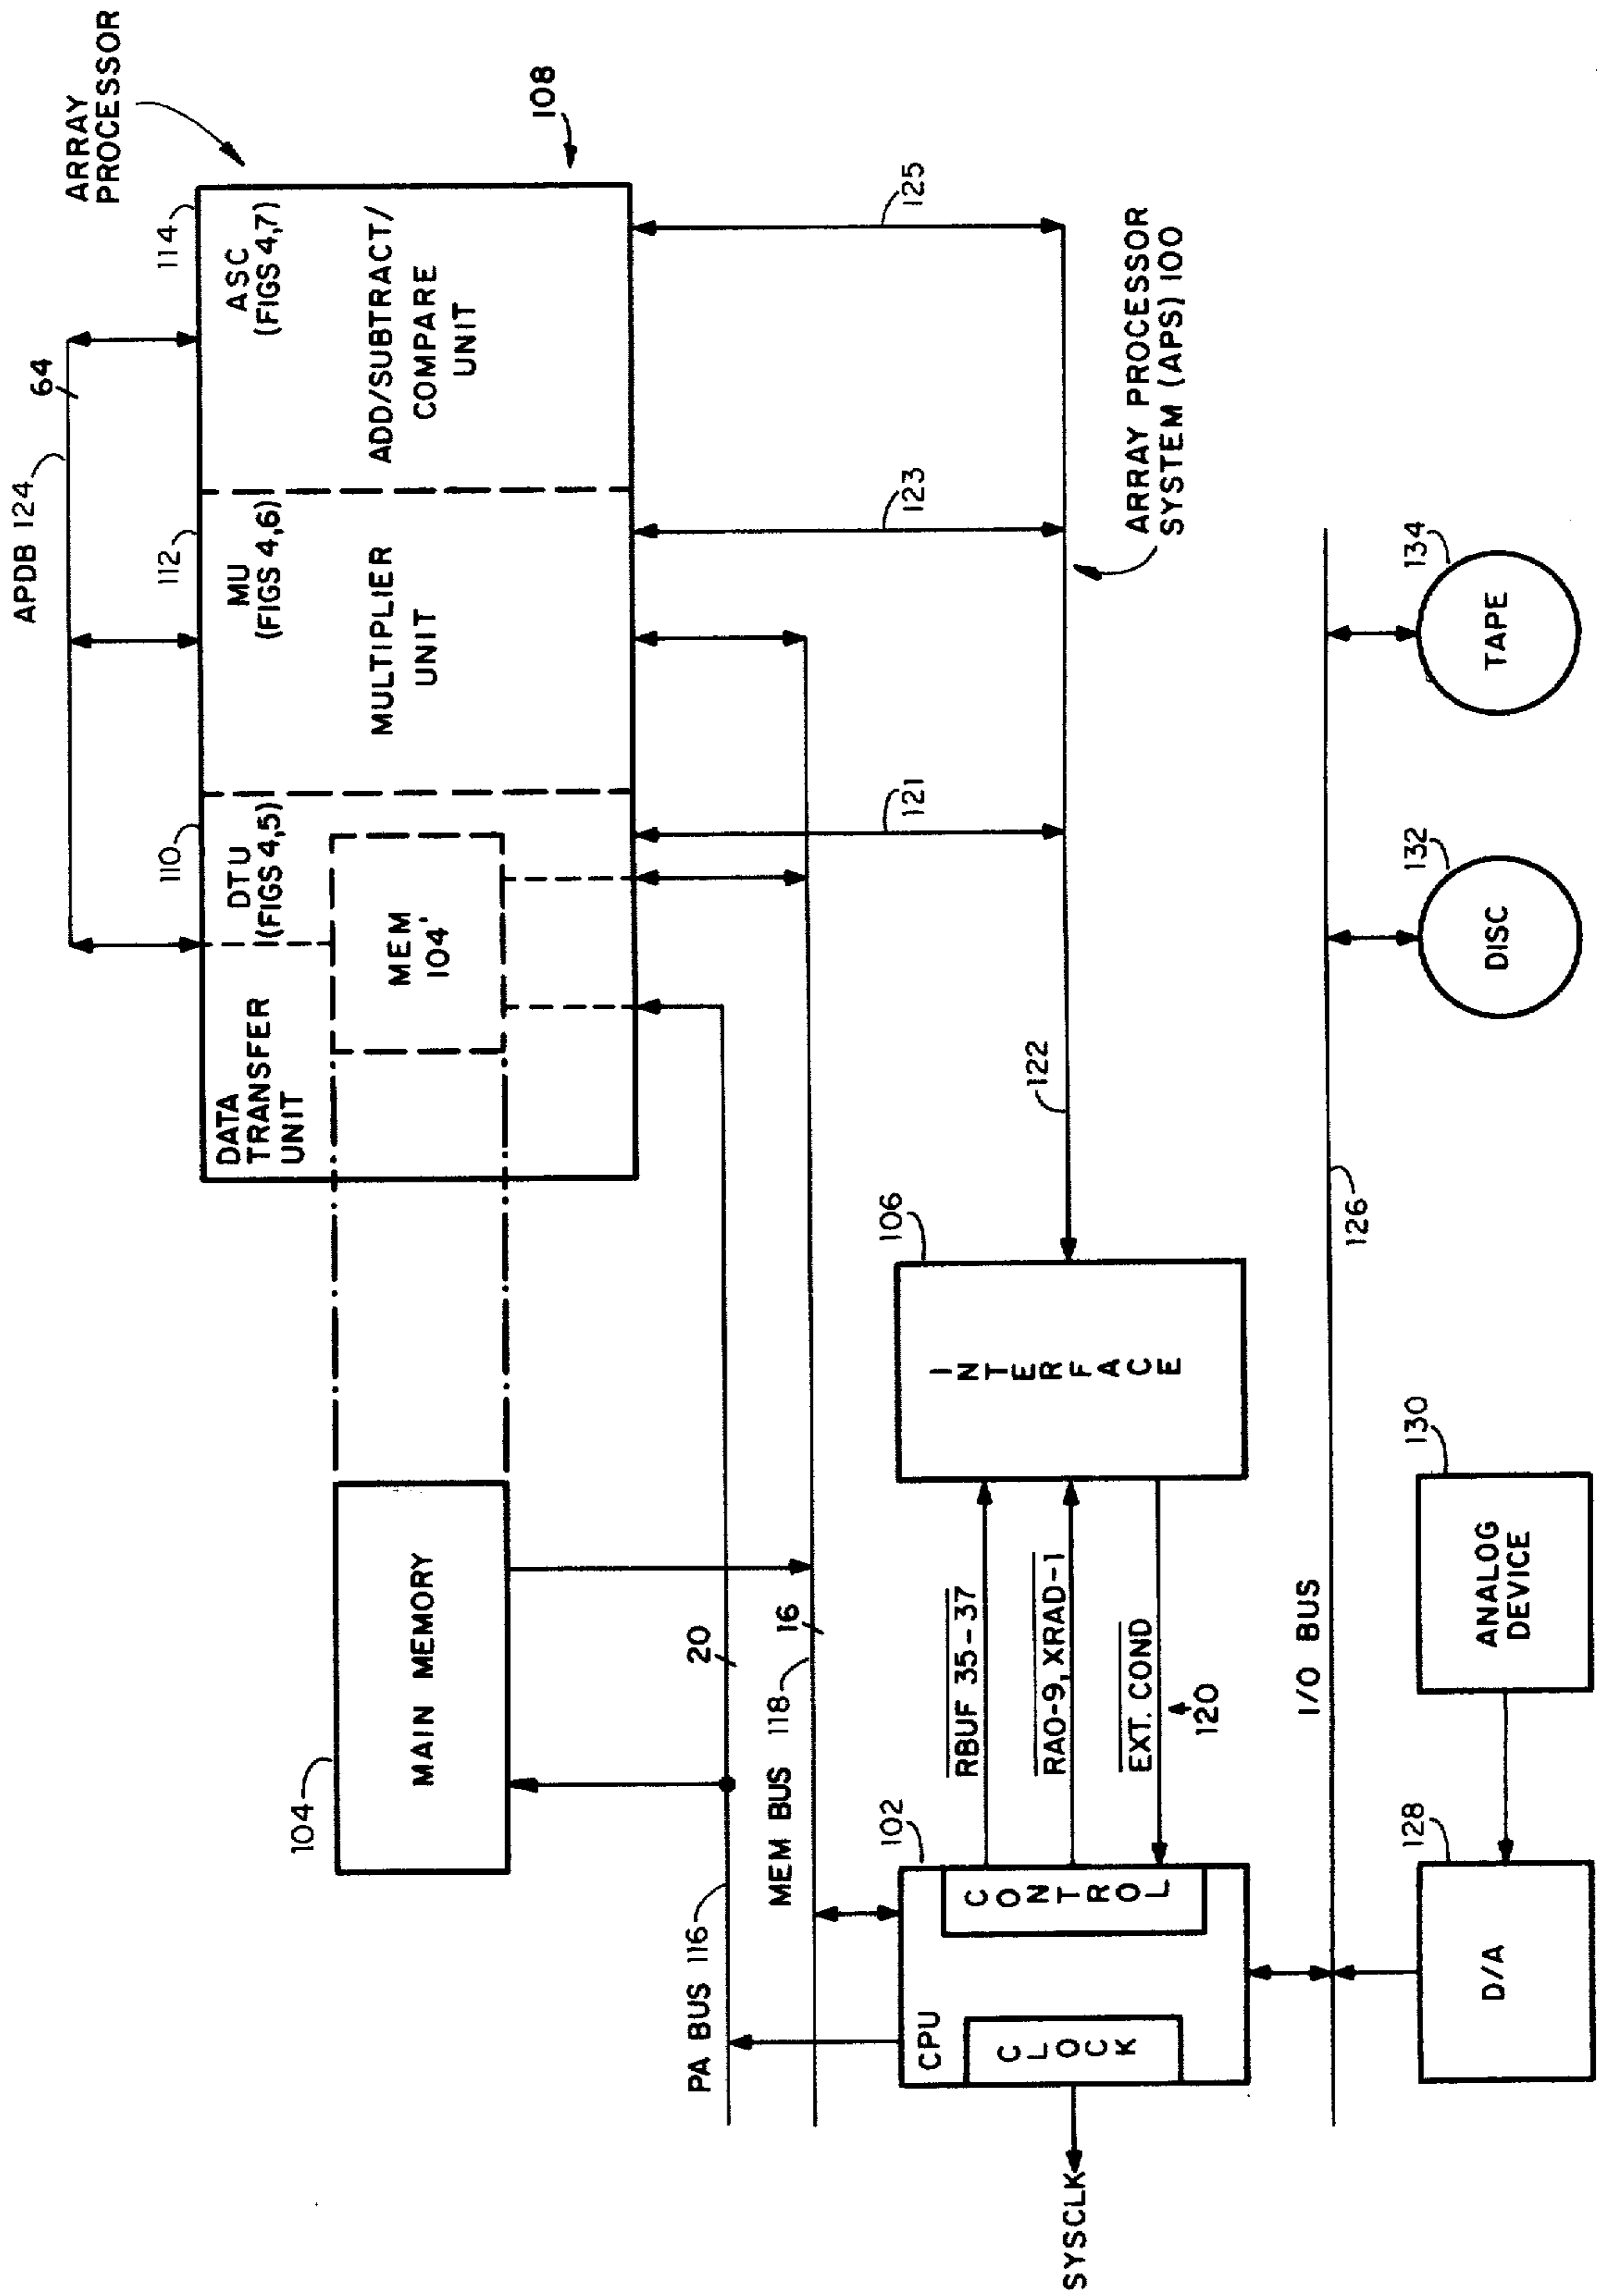 ARRAY
PROCESSOR
APDB 124
64
108
110
112
114
DATA
TRANSFER
UNIT
DTU
(FIGS 4,5)
MEM
104'
MU
(FIGS 4,6)
MULTIPLIER
UNIT
ASC
(FIGS 4,7)
ADD/SUBTRACT/
COMPARE
UNIT
104
MAIN MEMORY
PA BUS 116
20
MEM BUS 118
16
121
123
125
122
ARRAY PROCESSOR
SYSTEM (APS) 100
102
CPU
CLOCK
CONTROL
SYSCLK
RBUF 35-37
RA0-9, XRAD-1
EXT. COND
120
106
INTERFACE
I/O BUS
126
128
D/A
130
ANALOG
DEVICE
132
DISC
134
TAPE